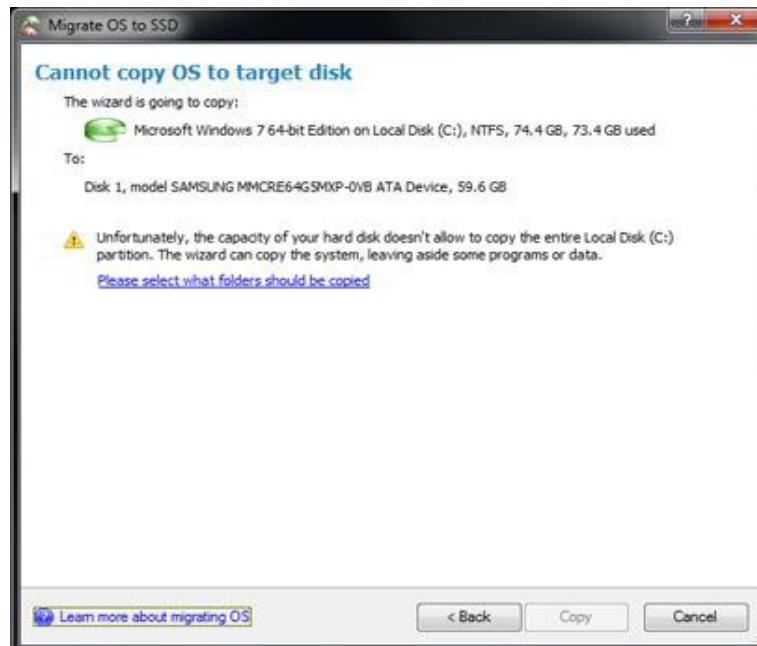 Migrate OS to SSD
?
X
Cannot copy OS to target disk
The wizard is going to copy:
Microsoft Windows 7 64-bit Edition on Local Disk (C:), NTFS, 74.4 GB, 73.4 GB used
To:
Disk 1, model SAMSUNG MMCRE64G5MXP-0VB ATA Device, 59.6 GB
Unfortunately, the capacity of your hard disk doesn't allow to copy the entire Local Disk (C:)
partition. The wizard can copy the system, leaving aside some programs or data.
Please select what folders should be copied
Learn more about migrating OS
< Back
Copy
Cancel